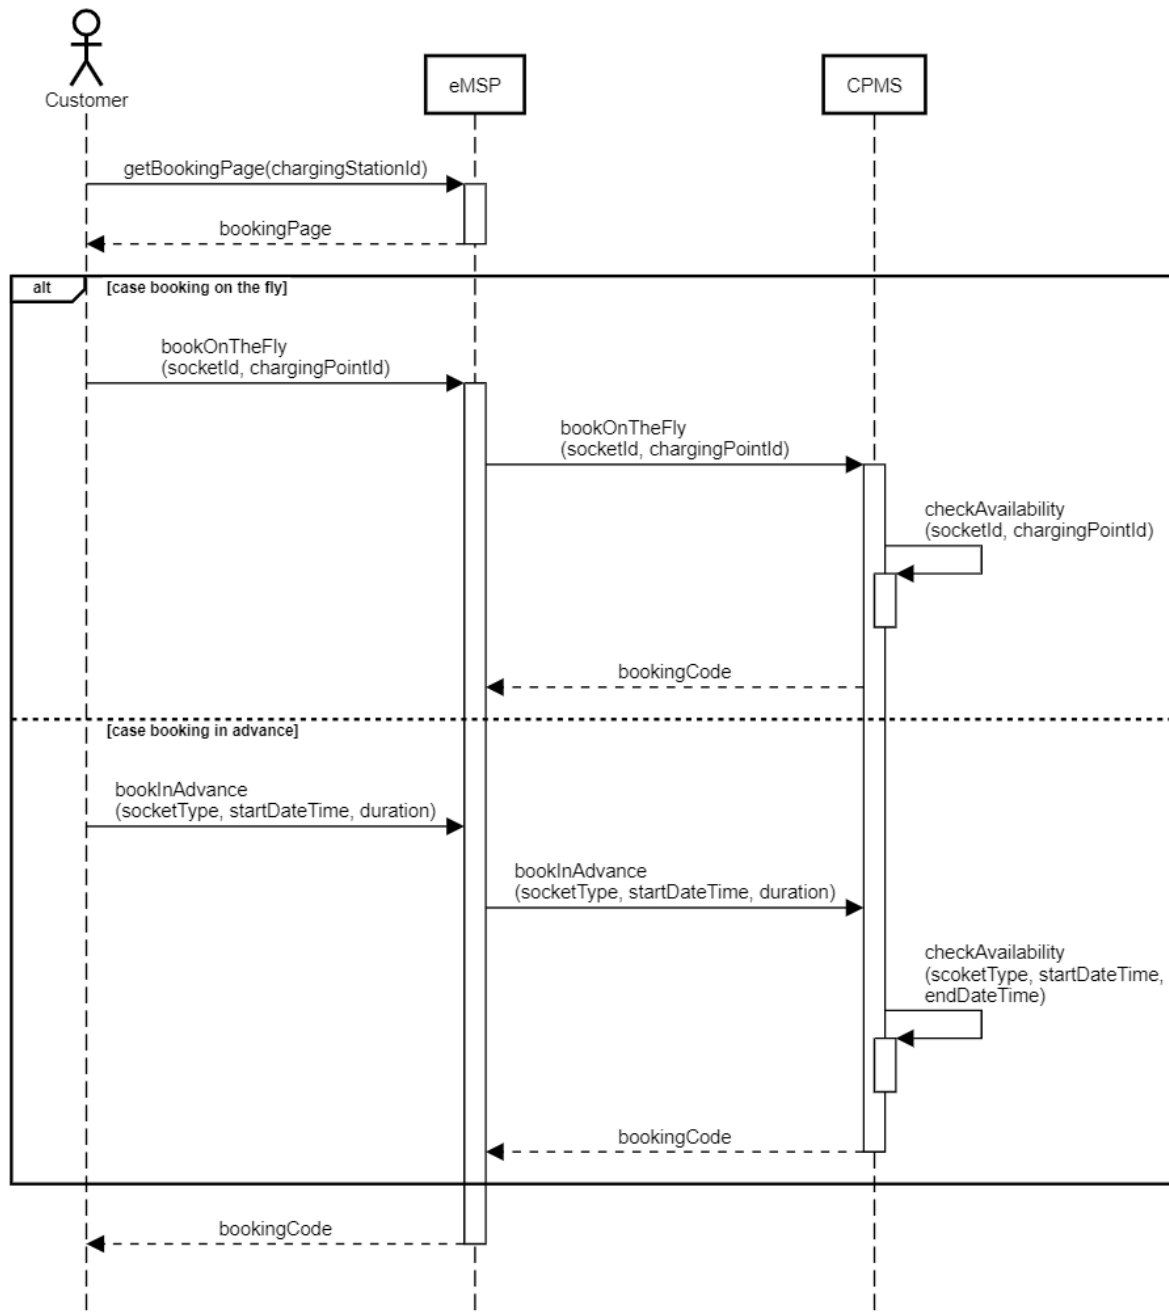 Customer
eMSP
CPMS
getBookingPage(chargingStationId)
bookingPage
alt
[case booking on the fly]
bookOnTheFly
(socketId, chargingPointId)
bookOnTheFly
(socketId, chargingPointId)
checkAvailability
(socketId, chargingPointId)
bookingCode
[case booking in advance]
bookInAdvance
(socketType, startDateTime, duration)
bookInAdvance
(socketType, startDateTime, duration)
checkAvailability
(scoketType, startDateTime,
endDateTime)
bookingCode
bookingCode